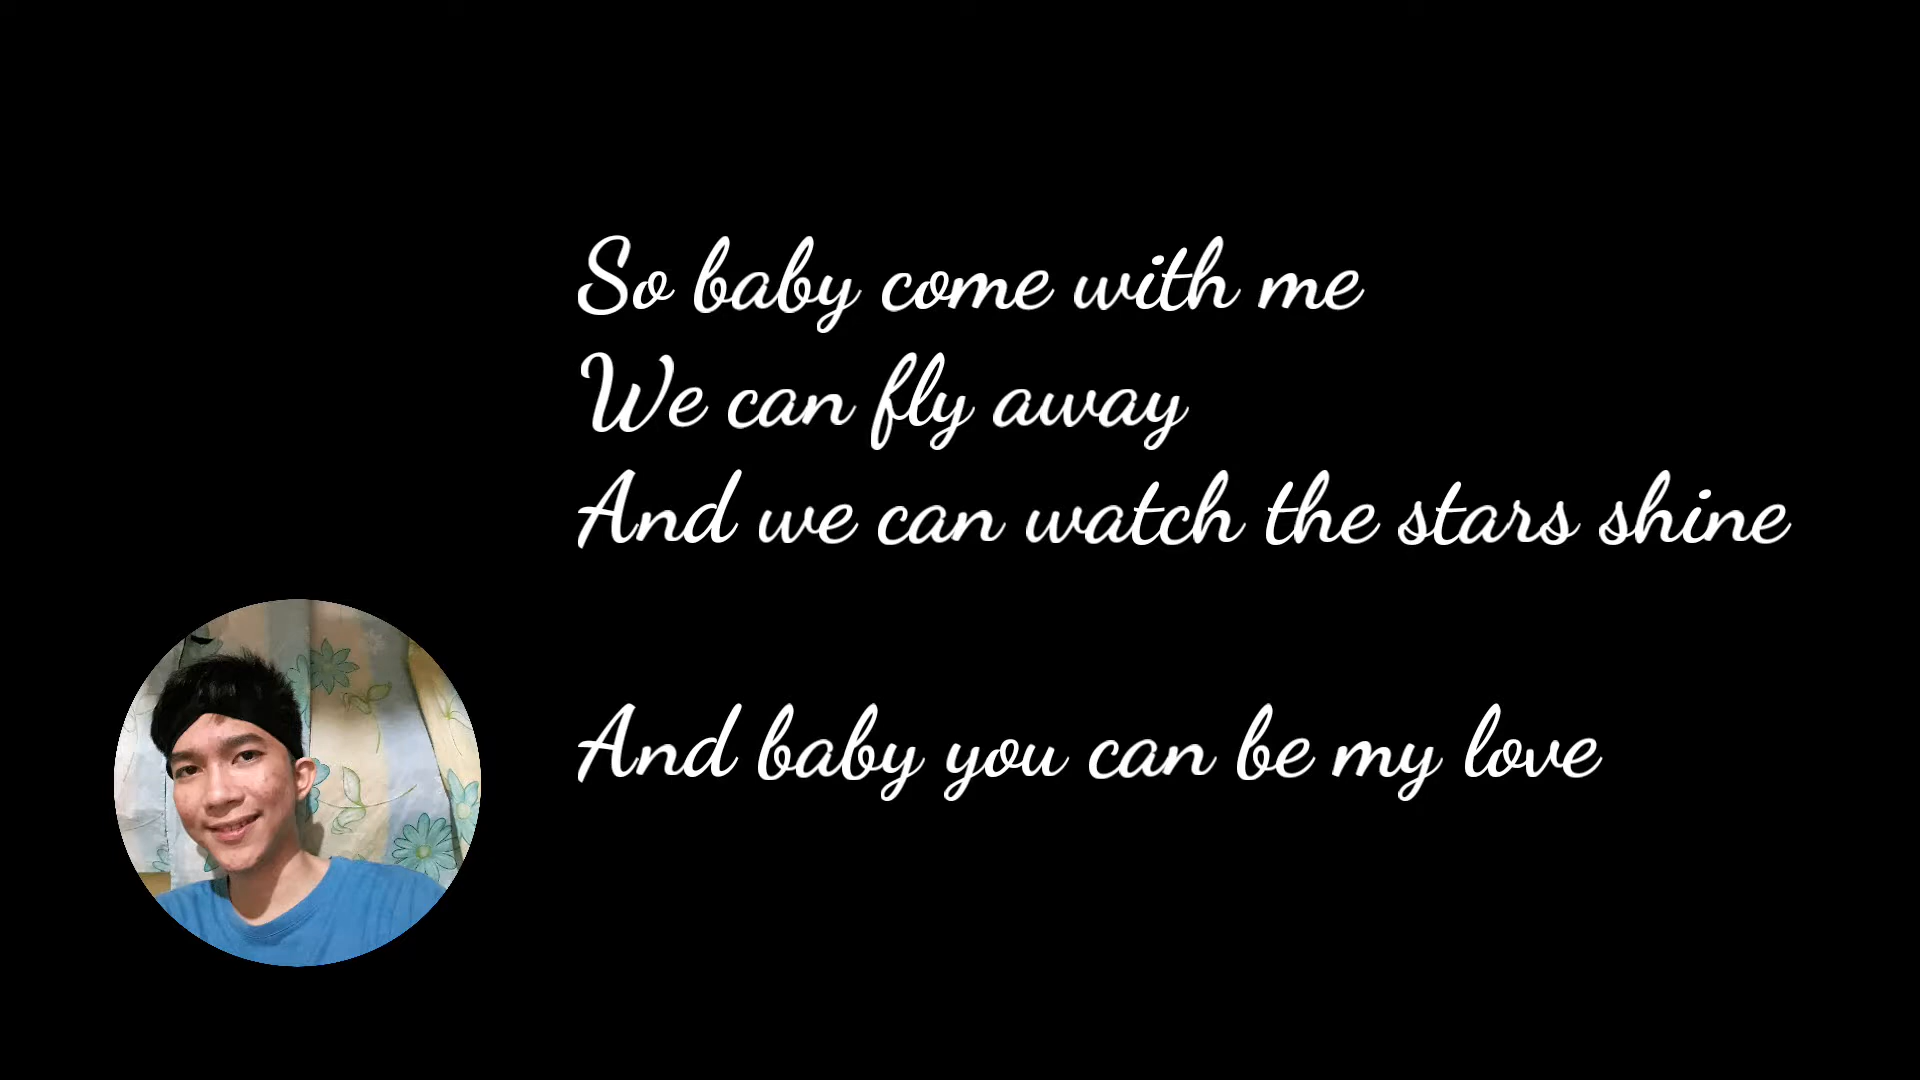 So baby come with me
We can fly away
And we can watch the stars shine
And baby you can be my love